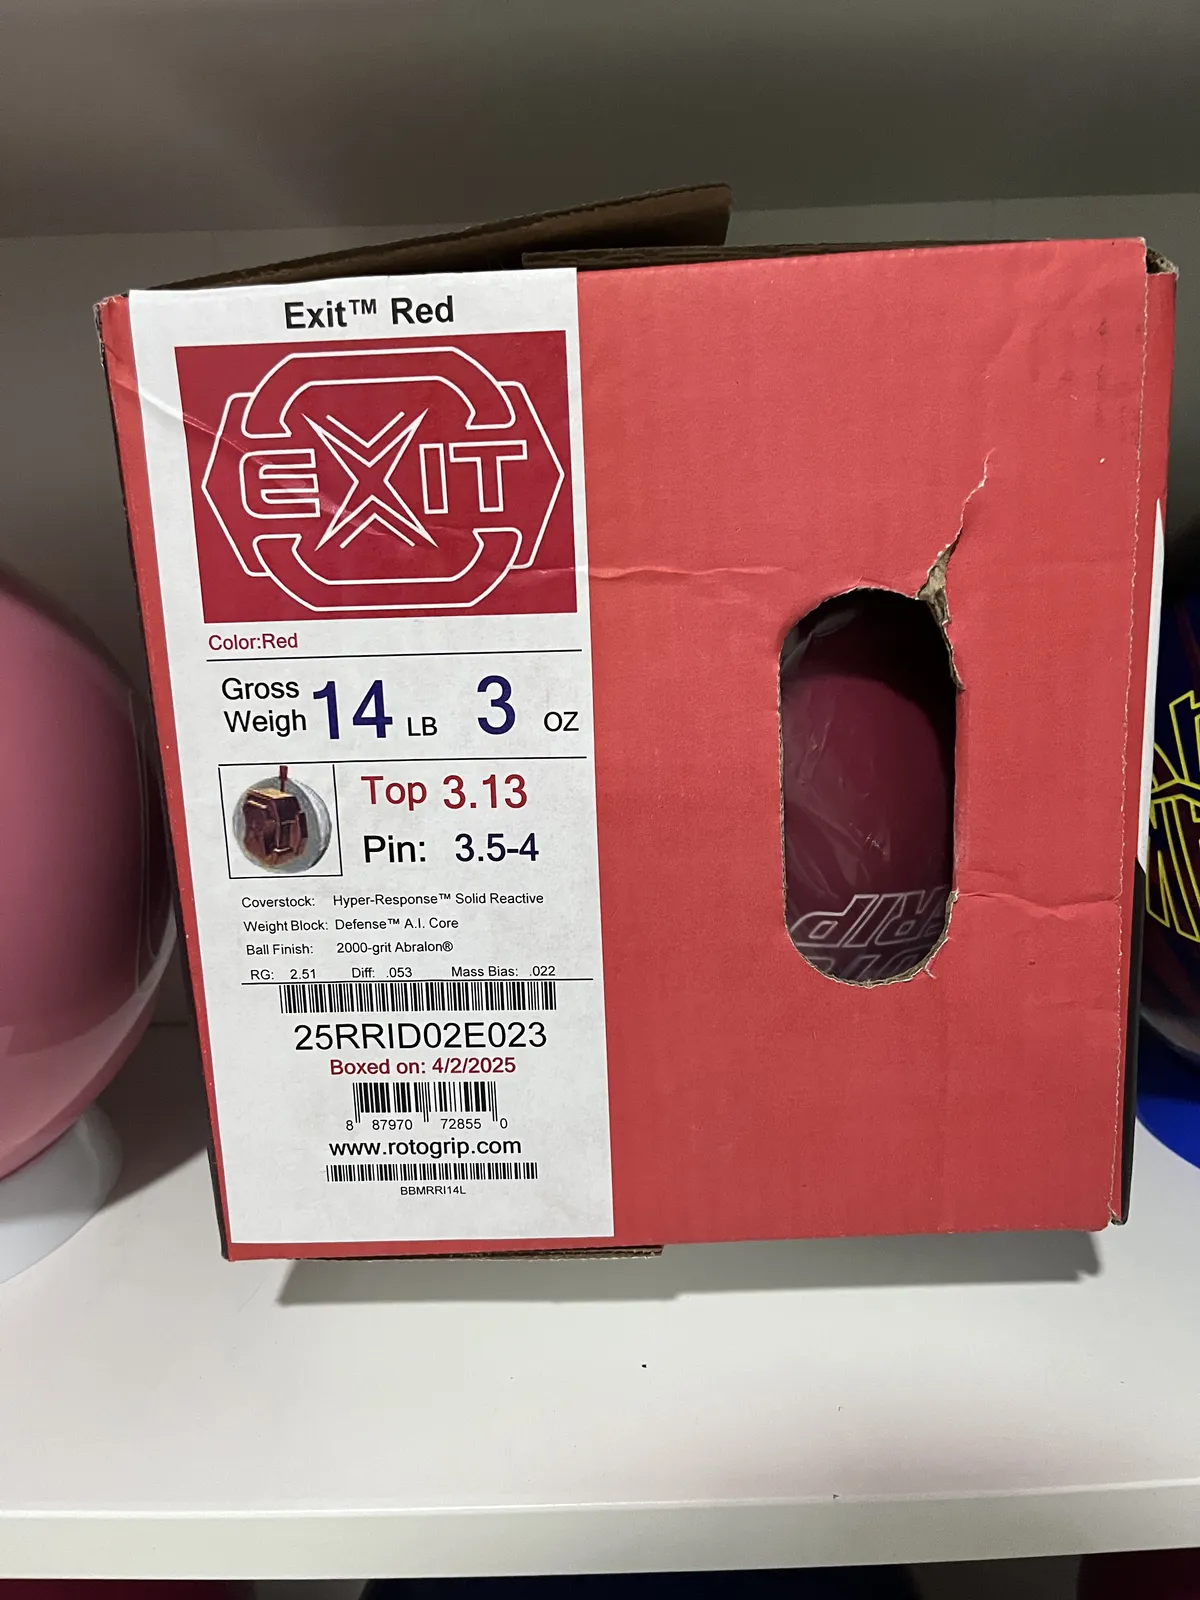 Exit™ Red
EXIT
Color:Red
Gross
Weigh 14 LB 3 OZ
Top 3.13
Pin: 3.5-4
Coverstock: Hyper-Response™ Solid Reactive
Weight Block: Defense™ A.I. Core
Ball Finish: 2000-grit Abralon®
RG: 2.51 Diff: .053 Mass Bias: .022
25RRID02E023
Boxed on: 4/2/2025
8 87970 72855 0
www.rotogrip.com
BBMRRI14L